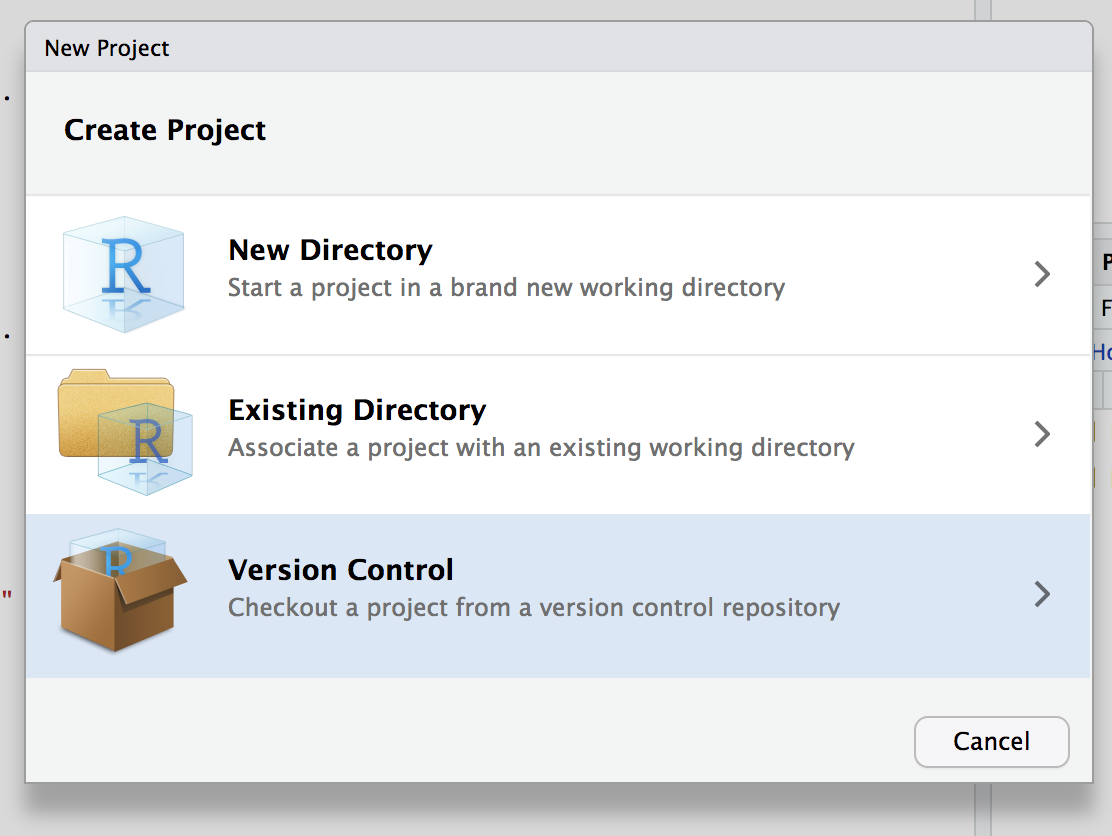 New Project
Create Project
R
New Directory
Start a project in a brand new working directory
R
Existing Directory
Associate a project with an existing working directory
R
Version Control
Checkout a project from a version control repository
Cancel